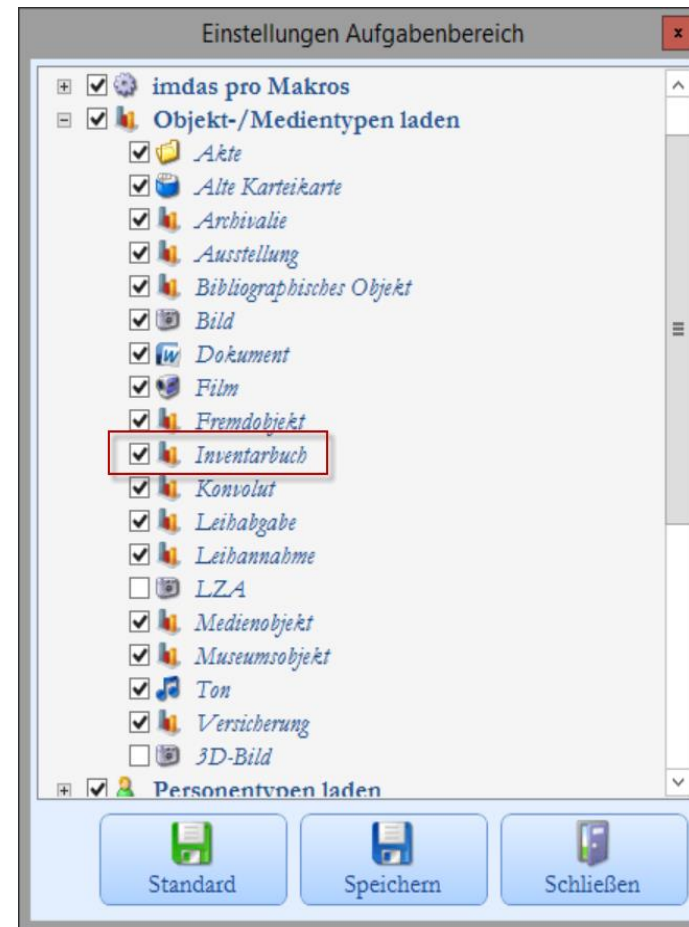 Einstellungen Aufgabenbereich
x
imdas pro Makros
Objekt-/Medientypen laden
Akte
Alte Karteikarte
Archivalie
Ausstellung
Bibliographisches Objekt
Bild
Dokument
Film
Fremdobjekt
Inventarbuch
Konvolut
Leihabgabe
Leihannahme
LZA
Medienobjekt
Museumsobjekt
Ton
Versicherung
3D-Bild
Personentypen laden
Standard
Speichern
Schließen